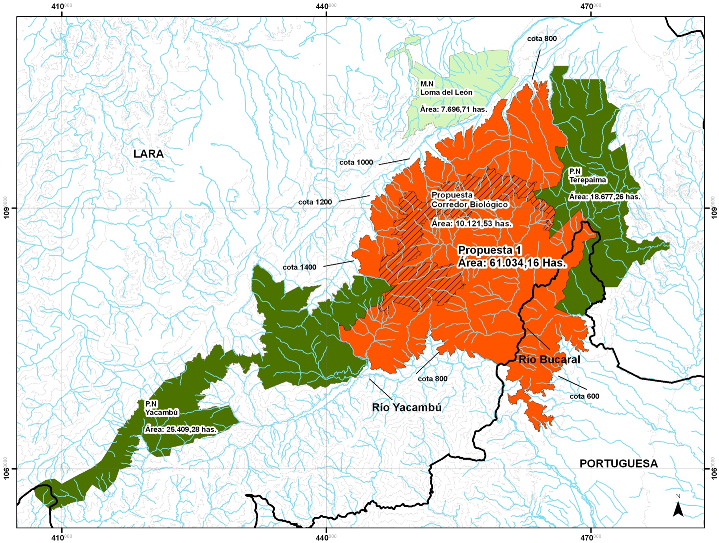 410000
440000
470000
cota 800
M.N
Loma del León
Área: 7.696,71 has.
LARA
cota 1000
P.N
Terepaima
Área: 18.677,26 has.
Propuesta
Corredor Biológico
Área: 10.121,53 has.
cota 1200
109
109
Propuesta 1
Área: 61.034,16 Has.
cota 1400
Río Bucaral
cota 800
cota 600
Río Yacambú
P.N
Yacambú
Área: 25.409,28 has.
PORTUGUESA
106
106
N
410
440
470